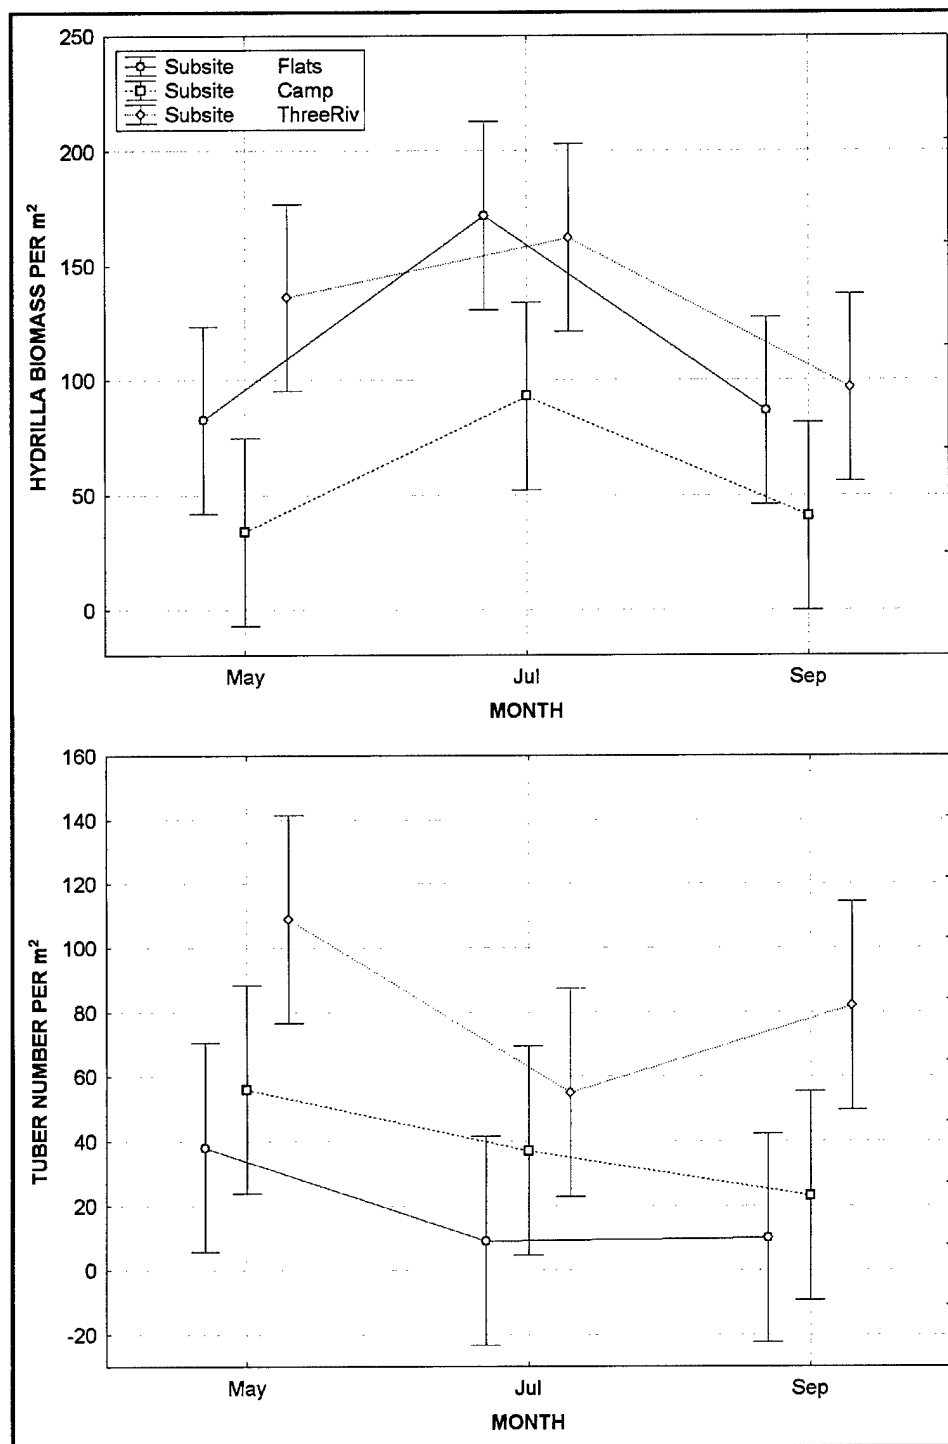 HYDRILLA BIOMASS PER m²
250
200
150
100
50
0
Subsite Flats
Subsite Camp
Subsite ThreeRiv
May Jul Sep
MONTH
TUBER NUMBER PER m²
160
140
120
100
80
60
40
20
0
-20
May Jul Sep
MONTH